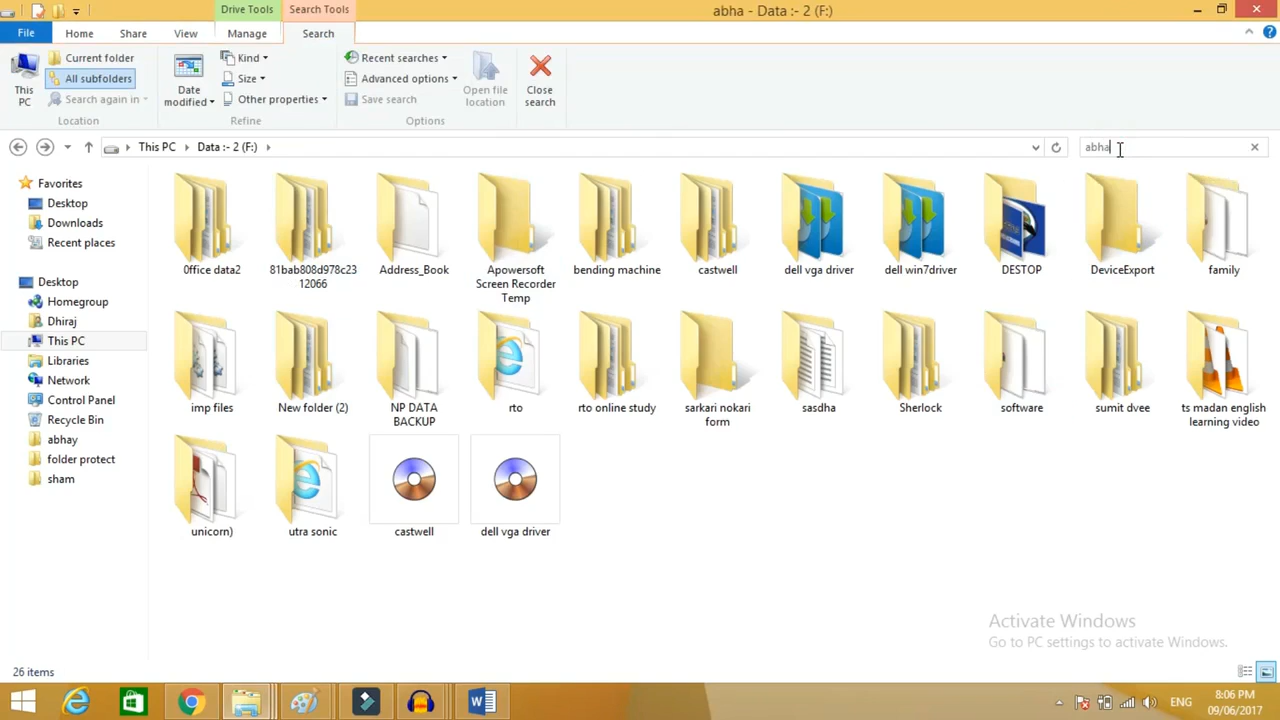 Drive Tools
Search Tools
abha - Data :- 2 (F:)
File
Home
Share
View
Manage
Search
This PC
Current folder
All subfolders
Search again in
Location
Date modified
Kind
Size
Other properties
Refine
Recent searches
Advanced options
Save search
Options
Open file location
Close search
This PC
Data :- 2 (F:)
abha
Favorites
Desktop
Downloads
Recent places
Desktop
Homegroup
Dhiraj
This PC
Libraries
Network
Control Panel
Recycle Bin
abhay
folder protect
sham
0ffice data2
81bab808d978c23
12066
Address_Book
Apowersoft
Screen Recorder
Temp
bending machine
castwell
dell vga driver
dell win7driver
DESTOP
DeviceExport
family
imp files
New folder (2)
NP DATA
BACKUP
rto
rto online study
sarkari nokari
form
sasdha
Sherlock
software
sumit dvee
ts madan english
learning video
unicorn)
utra sonic
castwell
dell vga driver
Activate Windows
Go to PC settings to activate Windows.
26 items
ENG
8:06 PM
09/06/2017